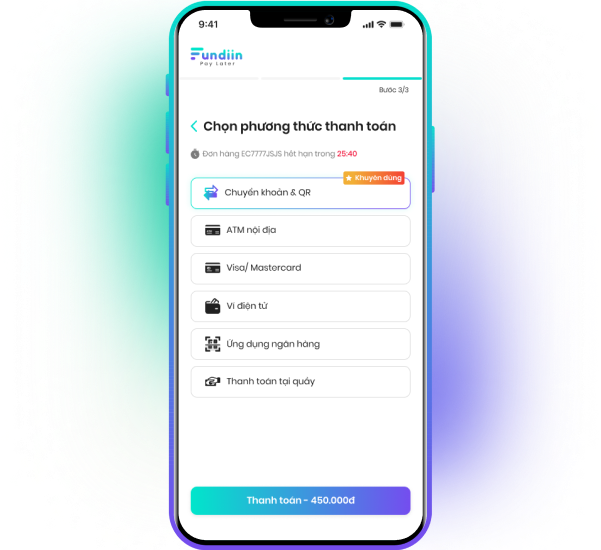 9:41
Fundiin
Pay Later
Bước 3/3
Chọn phương thức thanh toán
Đơn hàng EC7777JSJS hết hạn trong 25:40
Khuyên dùng
Chuyển khoản & QR
ATM nội địa
Visa/ Mastercard
Ví điện tử
Ứng dụng ngân hàng
Thanh toán tại quầy
Thanh toán - 450.000đ